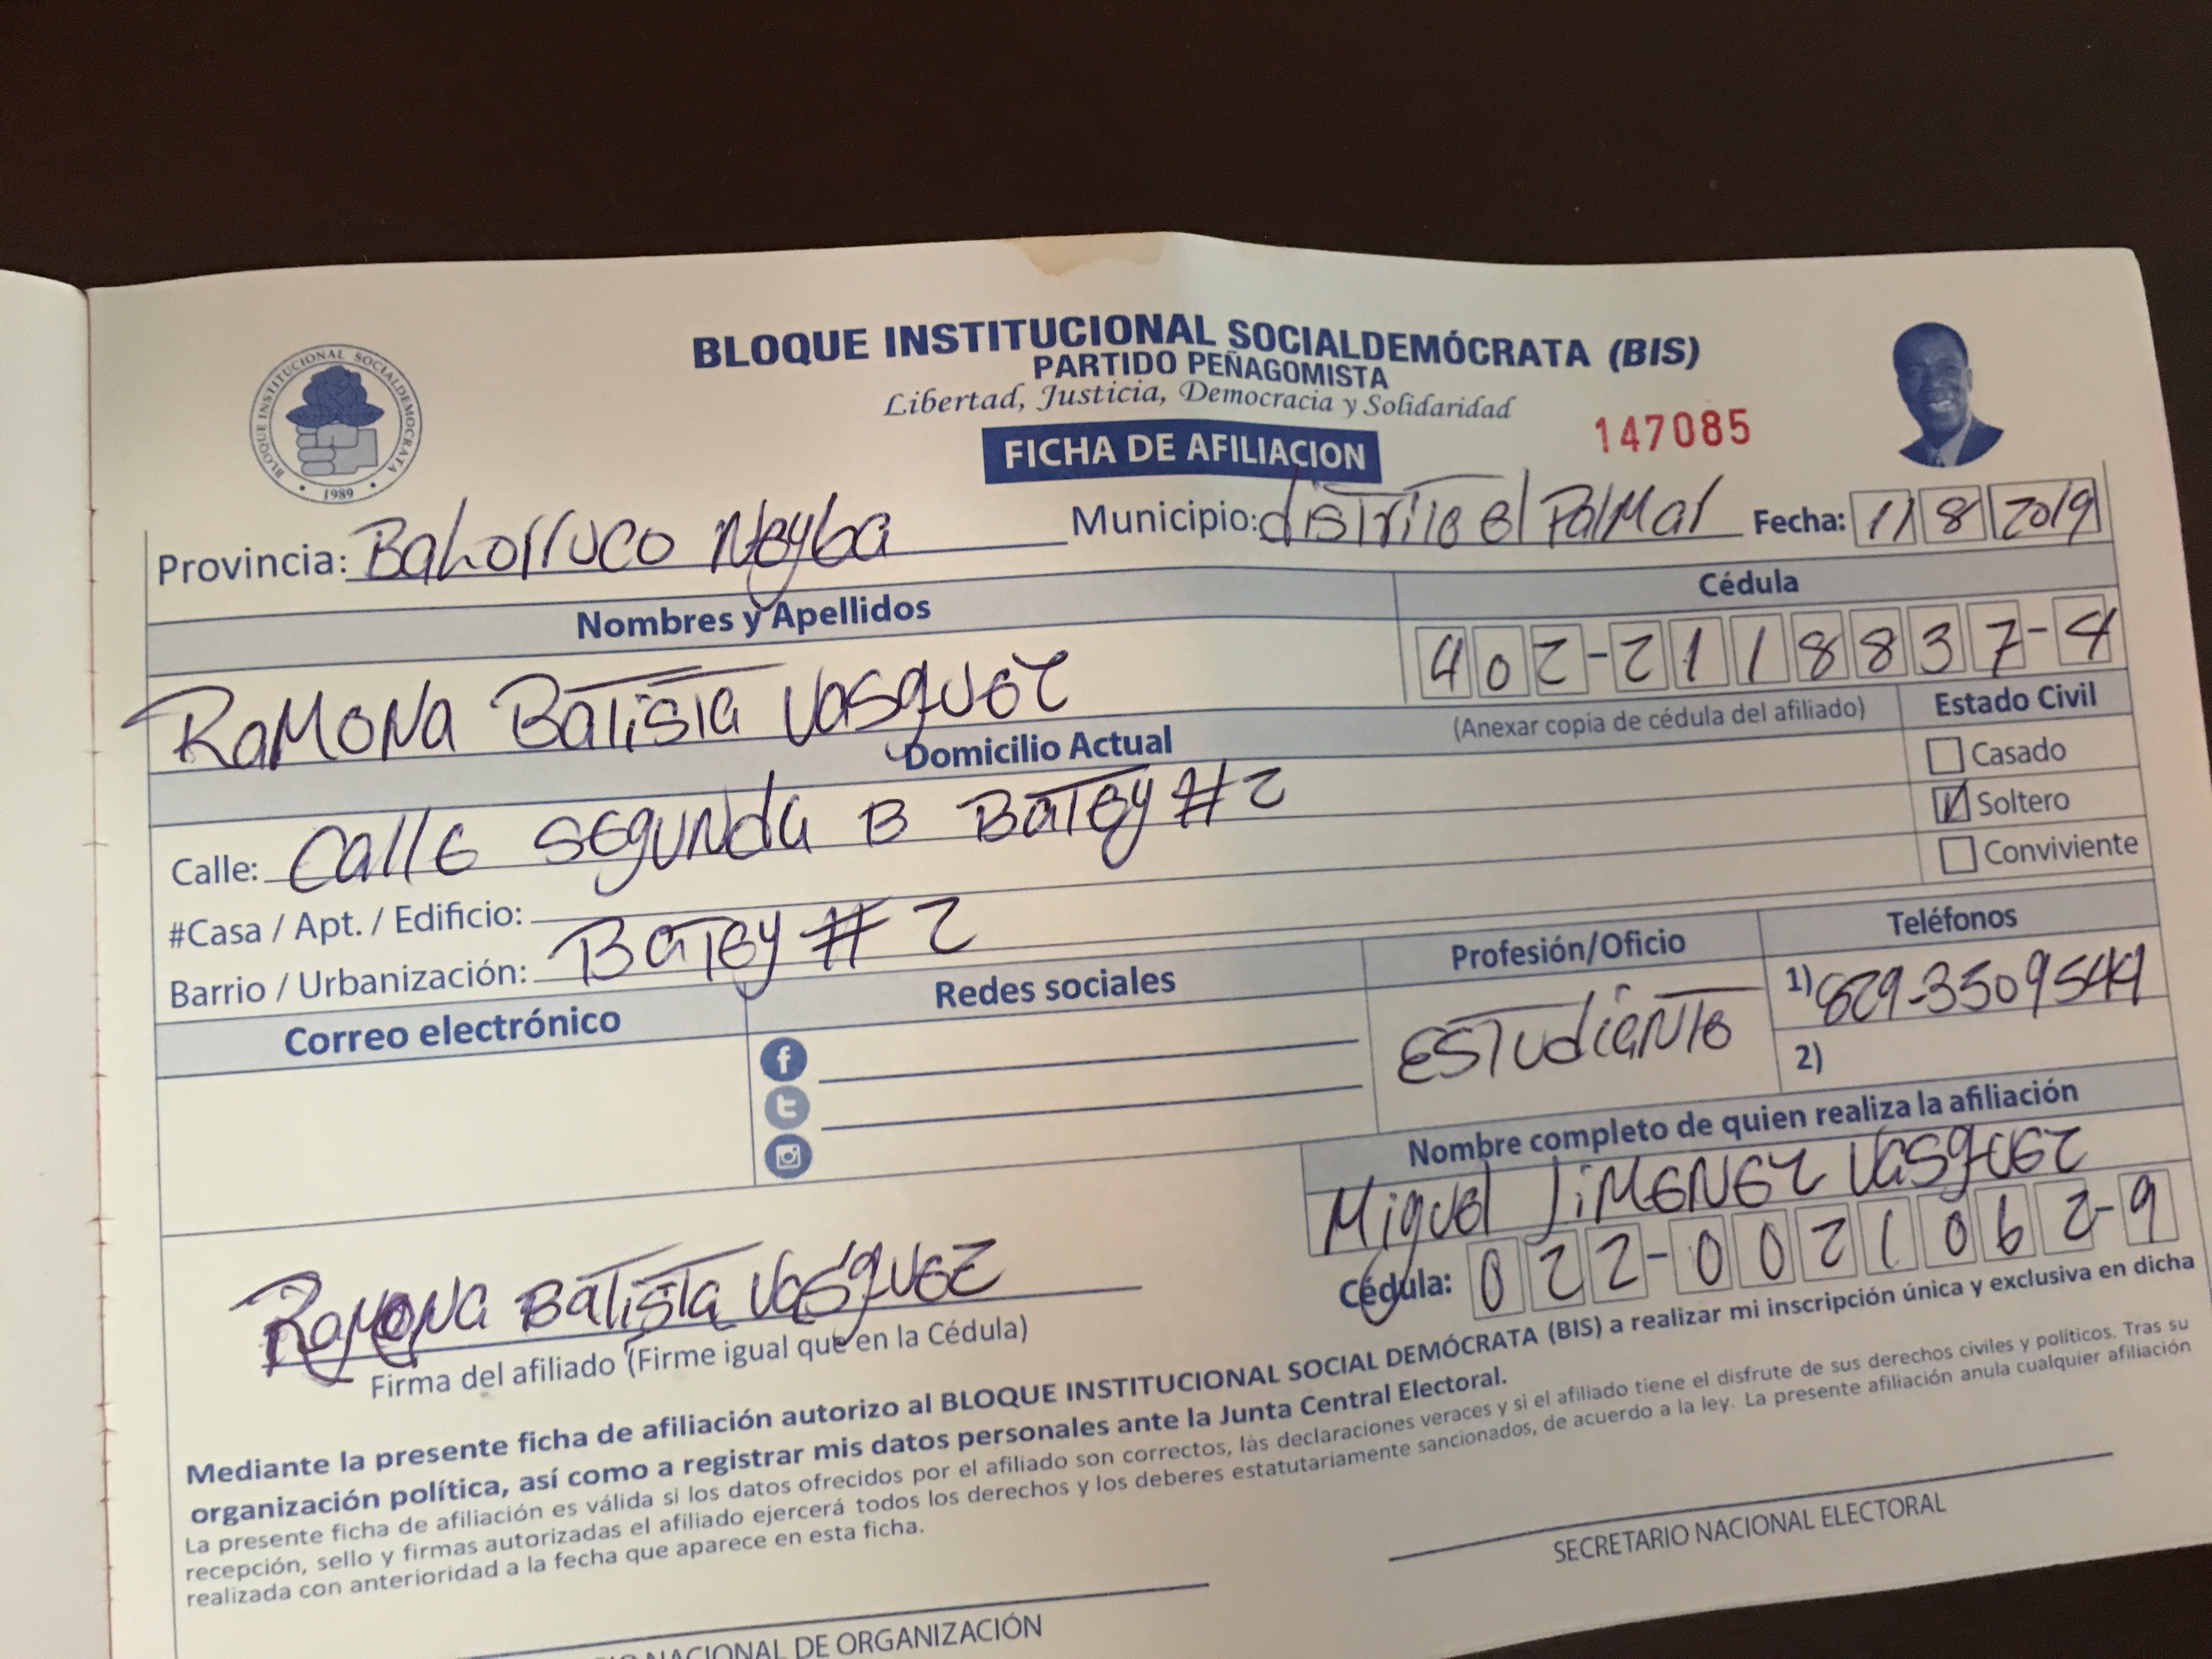 BLOQUE INSTITUCIONAL SOCIALDEMÓCRATA (BIS)
PARTIDO PEÑAGOMISTA
Libertad, Justicia, Democracia y Solidaridad
BLOQUE INSTITUCIONAL SOCIALDEMOCRATA
1989
FICHA DE AFILIACION
147085
Provincia: Bahorruco Neyba Municipio: distrito el Palmar Fecha: 11 8 2019
Nombres y Apellidos Cédula
Ramona Batista Vasquez 402-2118837-4
(Anexar copia de cédula del afiliado)
Domicilio Actual Estado Civil
Casado
Soltero
Conviviente
Calle: Calle segunda B Batey #2
#Casa / Apt. / Edificio:
Barrio / Urbanización: Batey #2
Correo electrónico Redes sociales Profesión/Oficio Teléfonos
Estudiante
1) 829-3509549
2)
Nombre completo de quien realiza la afiliación
Miguel Jimenez Vasquez
Cédula: 022-0021062-9
Ramona Batista Vasquez
Firma del afiliado (Firme igual que en la Cédula)
Mediante la presente ficha de afiliación autorizo al BLOQUE INSTITUCIONAL SOCIAL DEMÓCRATA (BIS) a realizar mi inscripción única y exclusiva en dicha
organización política, así como a registrar mis datos personales ante la Junta Central Electoral.
La presente ficha de afiliación es válida si los datos ofrecidos por el afiliado son correctos, las declaraciones veraces y si el afiliado tiene el disfrute de sus derechos civiles y políticos. Tras su
recepción, sello y firmas autorizadas el afiliado ejercerá todos los derechos y los deberes estatutariamente sancionados, de acuerdo a la ley. La presente afiliación anula cualquier afiliación
realizada con anterioridad a la fecha que aparece en esta ficha.
SECRETARIO NACIONAL ELECTORAL
NACIONAL DE ORGANIZACIÓN